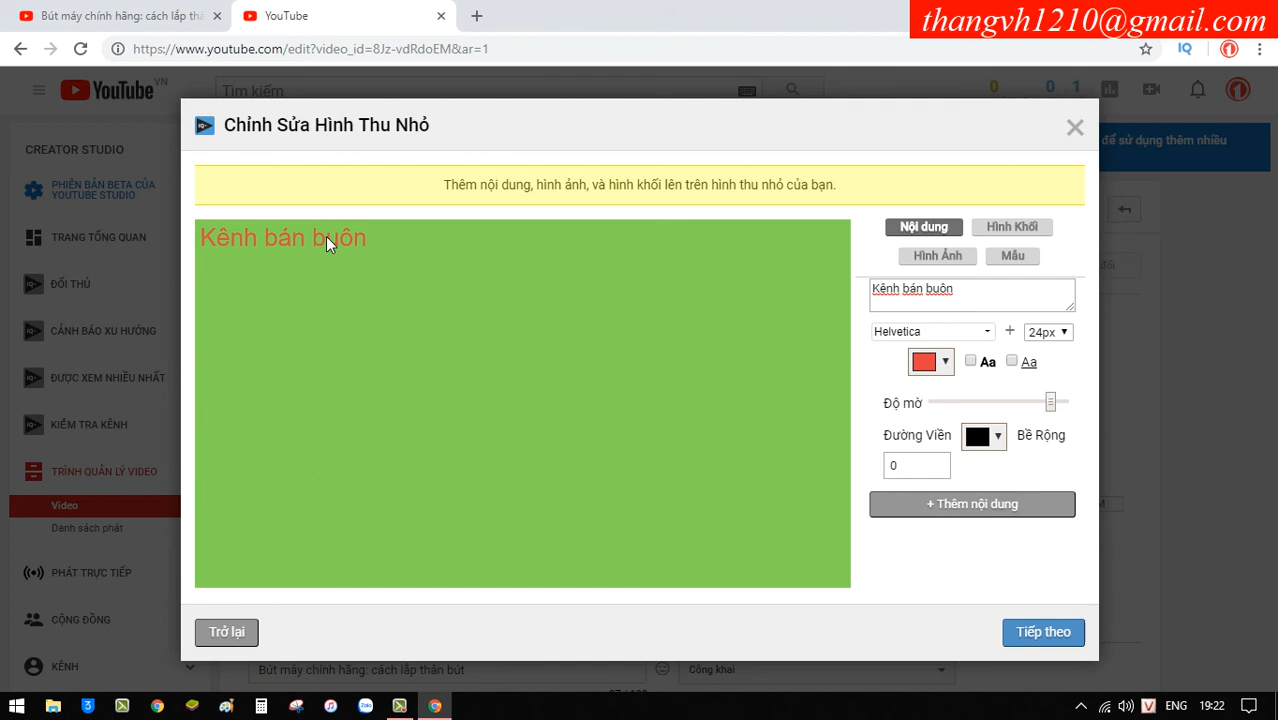 Bút máy chính hãng: cách lắp thâ
YouTube
thangvh1210@gmail.com
https://www.youtube.com/edit?video_id=8Jz-vdRdoEM&ar=1
IQ
YouTube VN
Tìm kiếm
0 0 1
Chỉnh Sửa Hình Thu Nhỏ
để sử dụng thêm nhiều
CREATOR STUDIO
PHIÊN BẢN BETA CỦA
YOUTUBE STUDIO
Thêm nội dung, hình ảnh, và hình khối lên trên hình thu nhỏ của bạn.
TRANG TỔNG QUAN
Kênh bán buôn
Nội dung
Hình Khối
Hình Ảnh
Mẫu
ĐỐI THỦ
Kênh bán buôn
CẢNH BÁO XU HƯỚNG
Helvetica
24px
Aa
Aa
ĐƯỢC XEM NHIỀU NHẤT
Độ mờ
KIỂM TRA KÊNH
Đường Viền
Bề Rộng
TRÌNH QUẢN LÝ VIDEO
0
Video
+ Thêm nội dung
Danh sách phát
PHÁT TRỰC TIẾP
CỘNG ĐỒNG
Trở lại
Tiếp theo
KÊNH
Bút máy chính hãng: cách lắp thân bút
Công khai
ENG
19:22